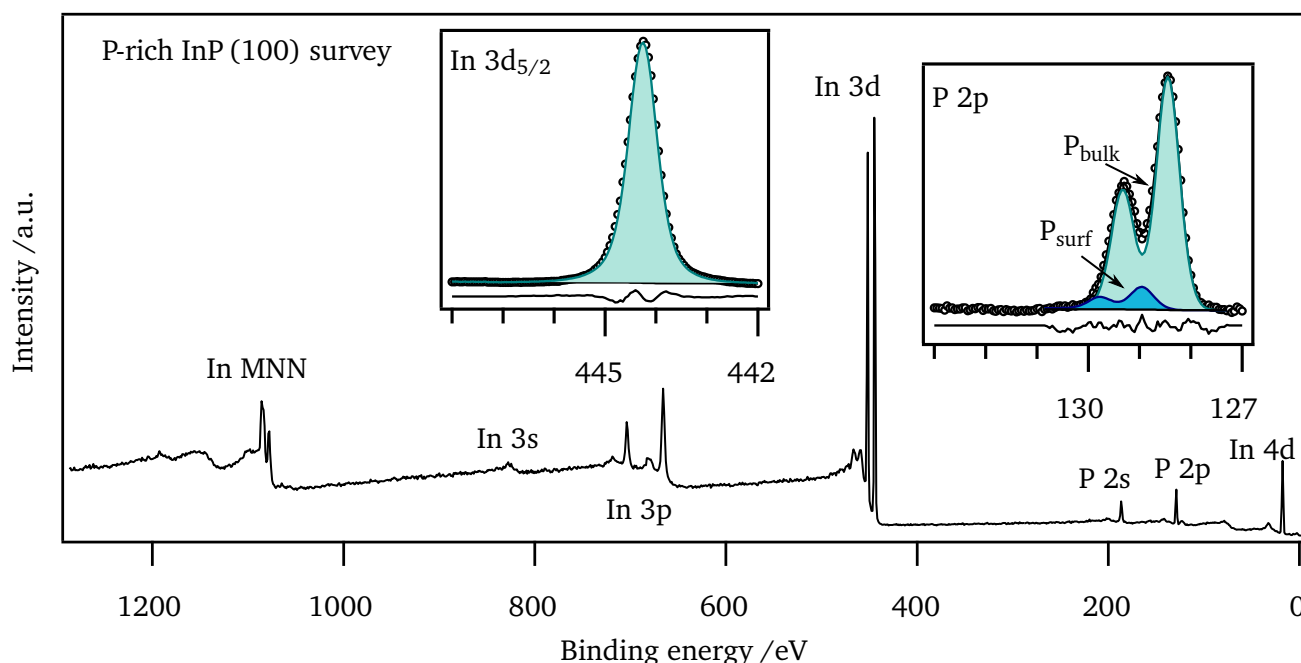 P-rich InP (100) survey
In 3d5/2
In 3d
P 2p
Pbulk
Psurf
445
442
130
127
In MNN
In 3s
In 3p
P 2s
P 2p
In 4d
Intensity /a.u.
1200
1000
800
600
400
200
0
Binding energy /eV